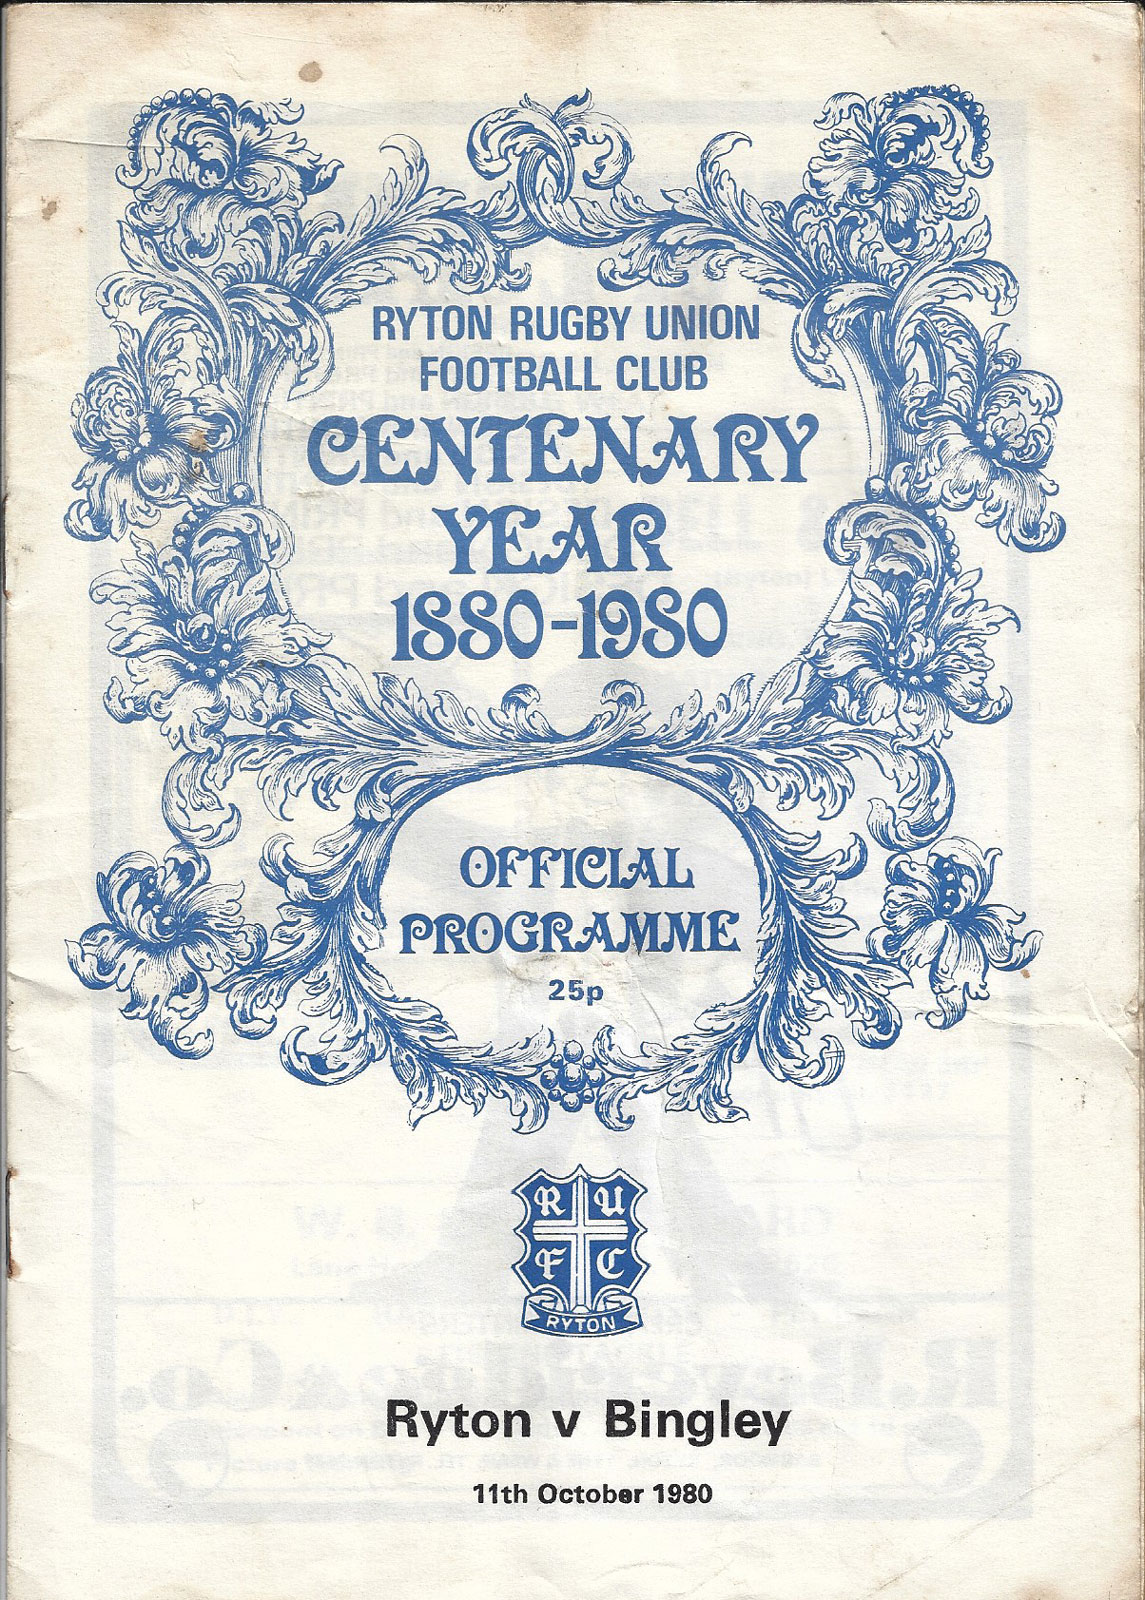 RYTON RUGBY UNION
FOOTBALL CLUB
CENTENARY
YEAR
1880-1980
OFFICIAL
PROGRAMME
25p
R U
F C
RYTON
Ryton v Bingley
11th October 1980